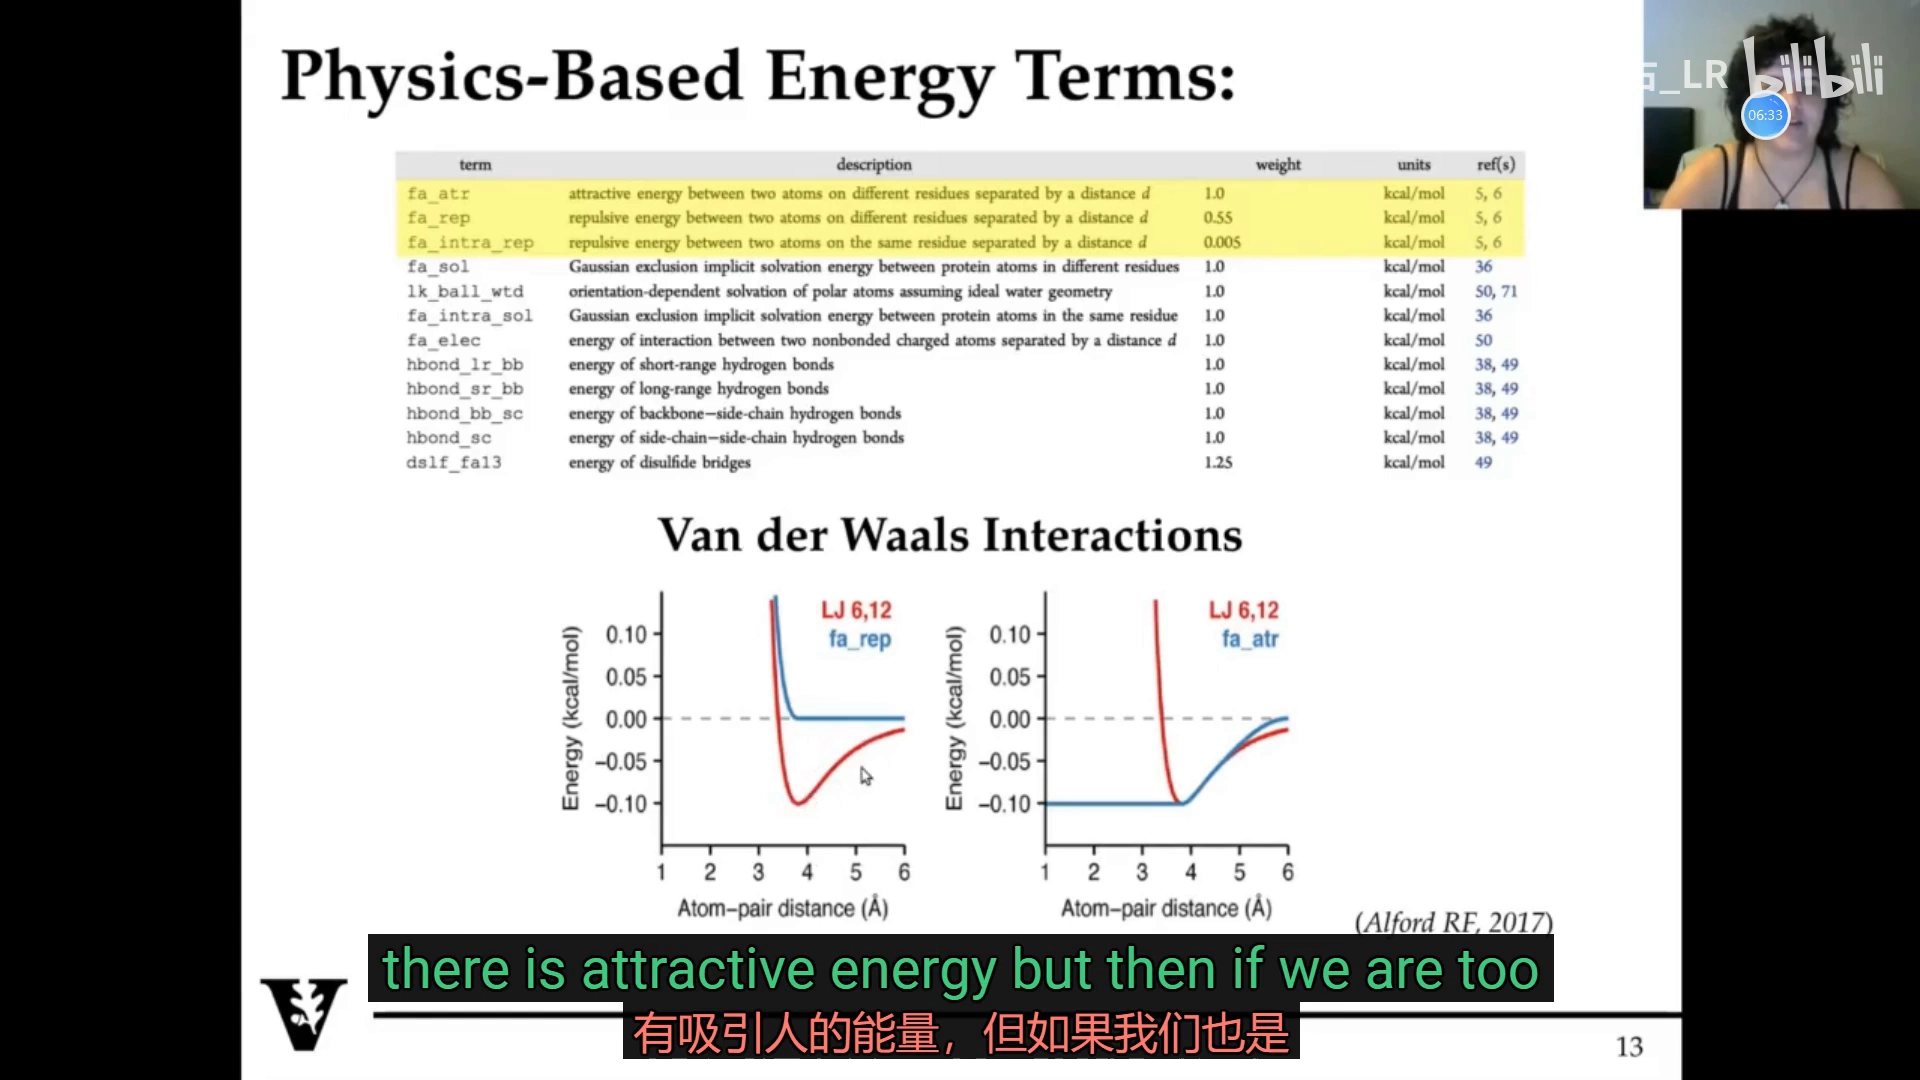 Physics-Based Energy Terms:
_LR bilibili
06:33
term description weight units ref(s)
fa_atr attractive energy between two atoms on different residues separated by a distance d 1.0 kcal/mol 5, 6
fa_rep repulsive energy between two atoms on different residues separated by a distance d 0.55 kcal/mol 5, 6
fa_intra_rep repulsive energy between two atoms on the same residue separated by a distance d 0.005 kcal/mol 5, 6
fa_sol Gaussian exclusion implicit solvation energy between protein atoms in different residues 1.0 kcal/mol 36
lk_ball_wtd orientation-dependent solvation of polar atoms assuming ideal water geometry 1.0 kcal/mol 50, 71
fa_intra_sol Gaussian exclusion implicit solvation energy between protein atoms in the same residue 1.0 kcal/mol 36
fa_elec energy of interaction between two nonbonded charged atoms separated by a distance d 1.0 kcal/mol 50
hbond_lr_bb energy of short-range hydrogen bonds 1.0 kcal/mol 38, 49
hbond_sr_bb energy of long-range hydrogen bonds 1.0 kcal/mol 38, 49
hbond_bb_sc energy of backbone−side-chain hydrogen bonds 1.0 kcal/mol 38, 49
hbond_sc energy of side-chain−side-chain hydrogen bonds 1.0 kcal/mol 38, 49
dslf_fa13 energy of disulfide bridges 1.25 kcal/mol 49
Van der Waals Interactions
Energy (kcal/mol)
LJ 6,12
fa_rep
0.10
0.05
0.00
−0.05
−0.10
1 2 3 4 5 6
Atom−pair distance (Å)
Energy (kcal/mol)
LJ 6,12
fa_atr
0.10
0.05
0.00
−0.05
−0.10
1 2 3 4 5 6
Atom−pair distance (Å)
(Alford RF, 2017)
there is attractive energy but then if we are too
有吸引人的能量，但如果我们也是
V
13